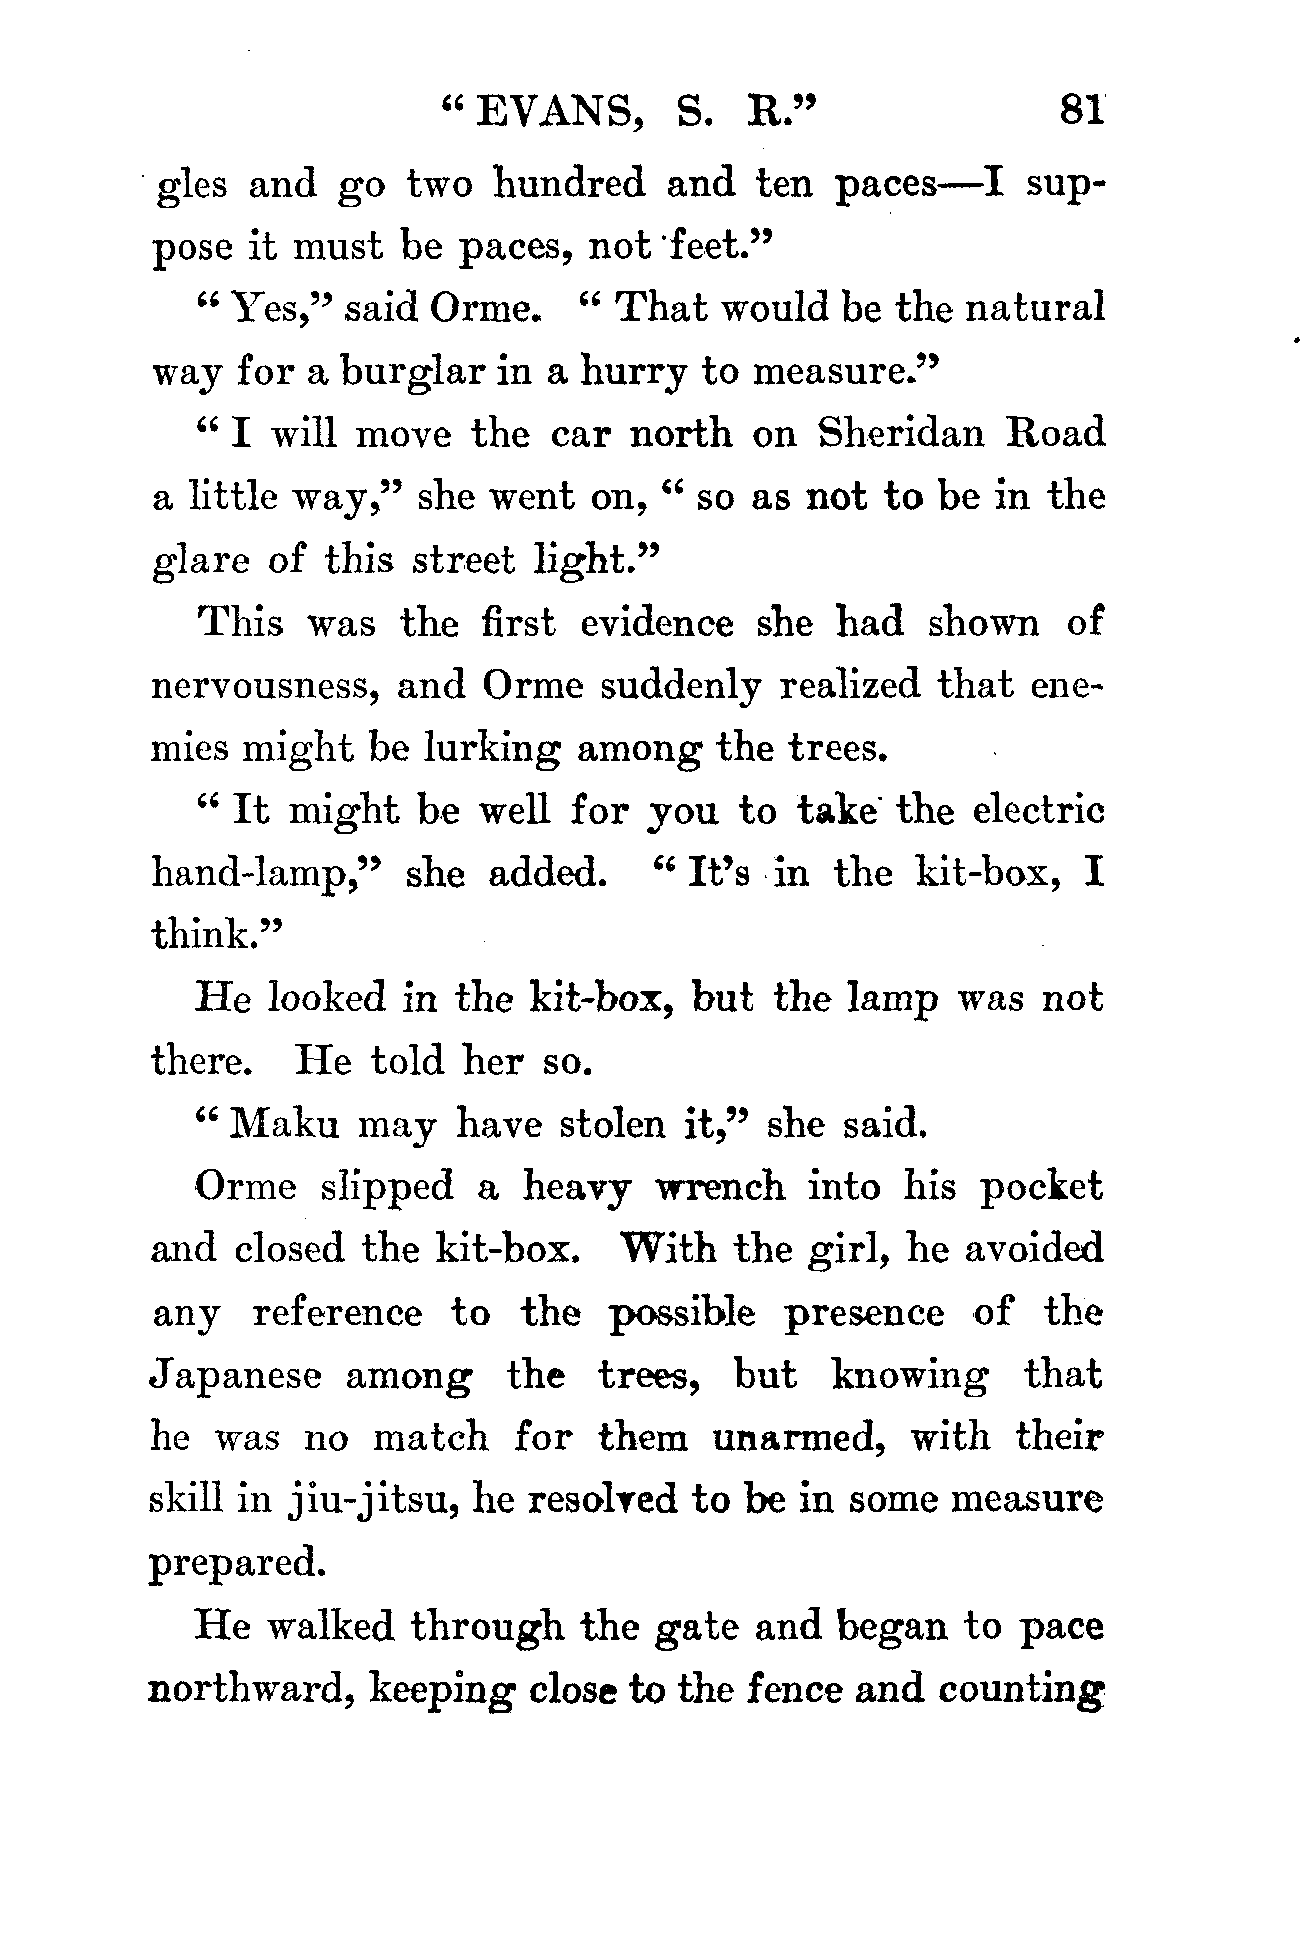 “ EVANS, S. R.” 81
gles and go two hundred and ten paces—I sup-
pose it must be paces, not feet.”
“ Yes,” said Orme. “ That would be the natural
way for a burglar in a hurry to measure.”
“ I will move the car north on Sheridan Road
a little way,” she went on, “ so as not to be in the
glare of this street light.”
This was the first evidence she had shown of
nervousness, and Orme suddenly realized that ene-
mies might be lurking among the trees.
“ It might be well for you to take the electric
hand-lamp,” she added. “ It’s in the kit-box, I
think.”
He looked in the kit-box, but the lamp was not
there. He told her so.
“ Maku may have stolen it,” she said.
Orme slipped a heavy wrench into his pocket
and closed the kit-box. With the girl, he avoided
any reference to the possible presence of the
Japanese among the trees, but knowing that
he was no match for them unarmed, with their
skill in jiu-jitsu, he resolved to be in some measure
prepared.
He walked through the gate and began to pace
northward, keeping close to the fence and counting